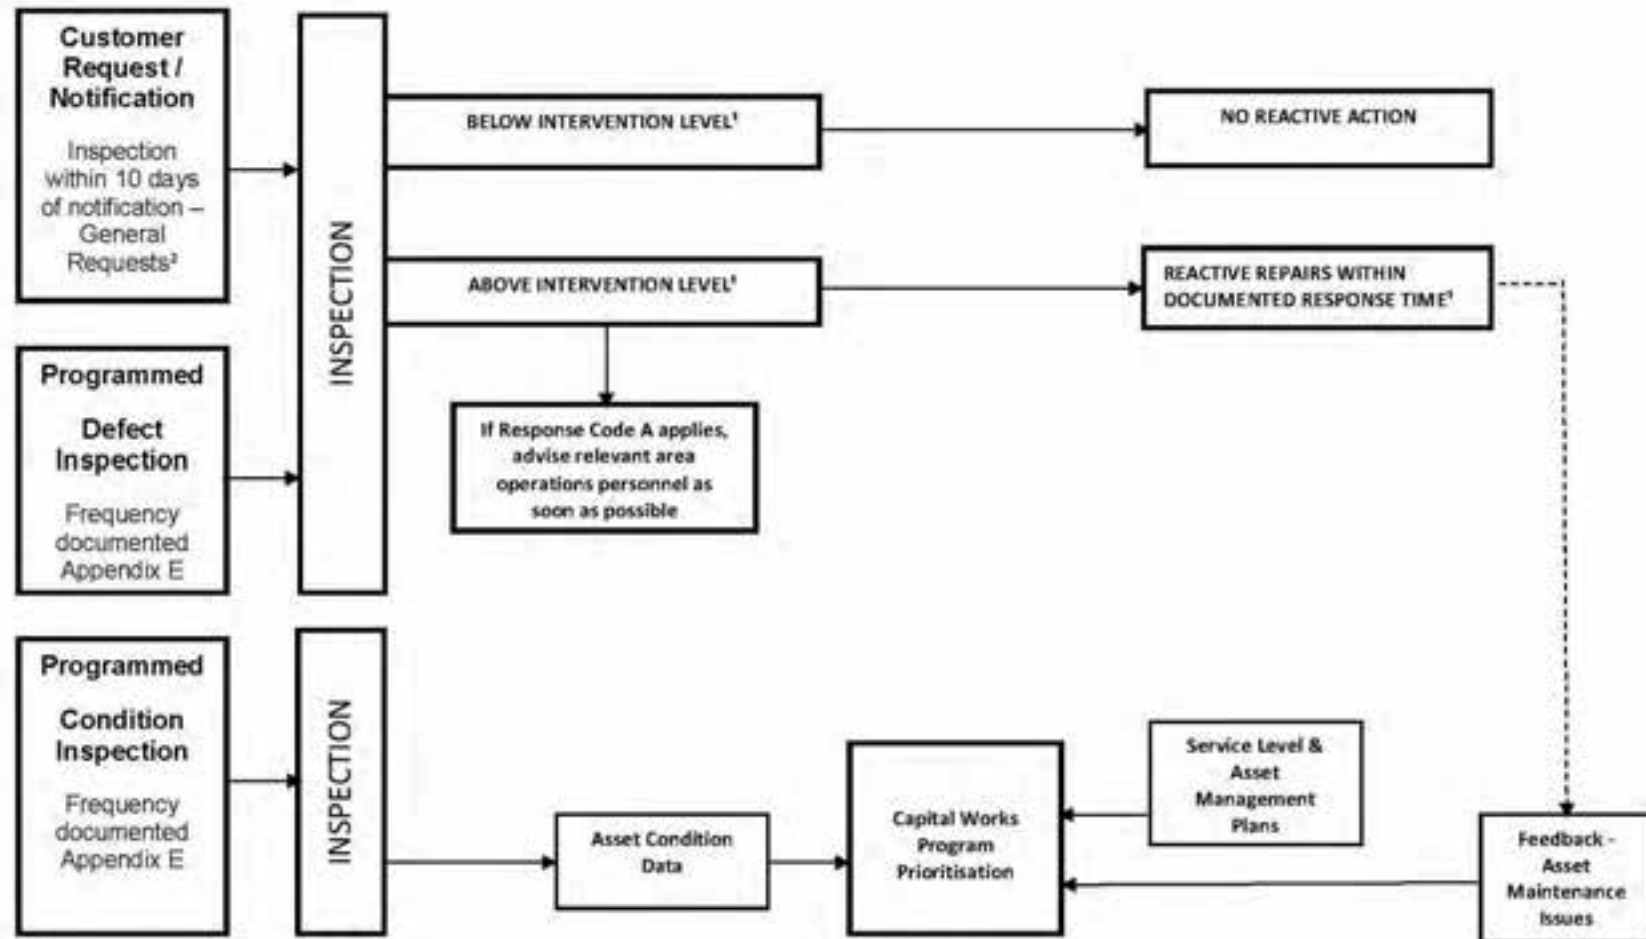 Customer
Request /
Notification
Inspection
within 10 days
of notification –
General
Requests²
Programmed
Defect
Inspection
Frequency
documented
Appendix E
Programmed
Condition
Inspection
Frequency
documented
Appendix E
INSPECTION
INSPECTION
BELOW INTERVENTION LEVEL¹
NO REACTIVE ACTION
ABOVE INTERVENTION LEVEL¹
REACTIVE REPAIRS WITHIN
DOCUMENTED RESPONSE TIME¹
If Response Code A applies,
advise relevant area
operations personnel as
soon as possible
Asset Condition
Data
Capital Works
Program
Prioritisation
Service Level &
Asset
Management
Plans
Feedback -
Asset
Maintenance
Issues